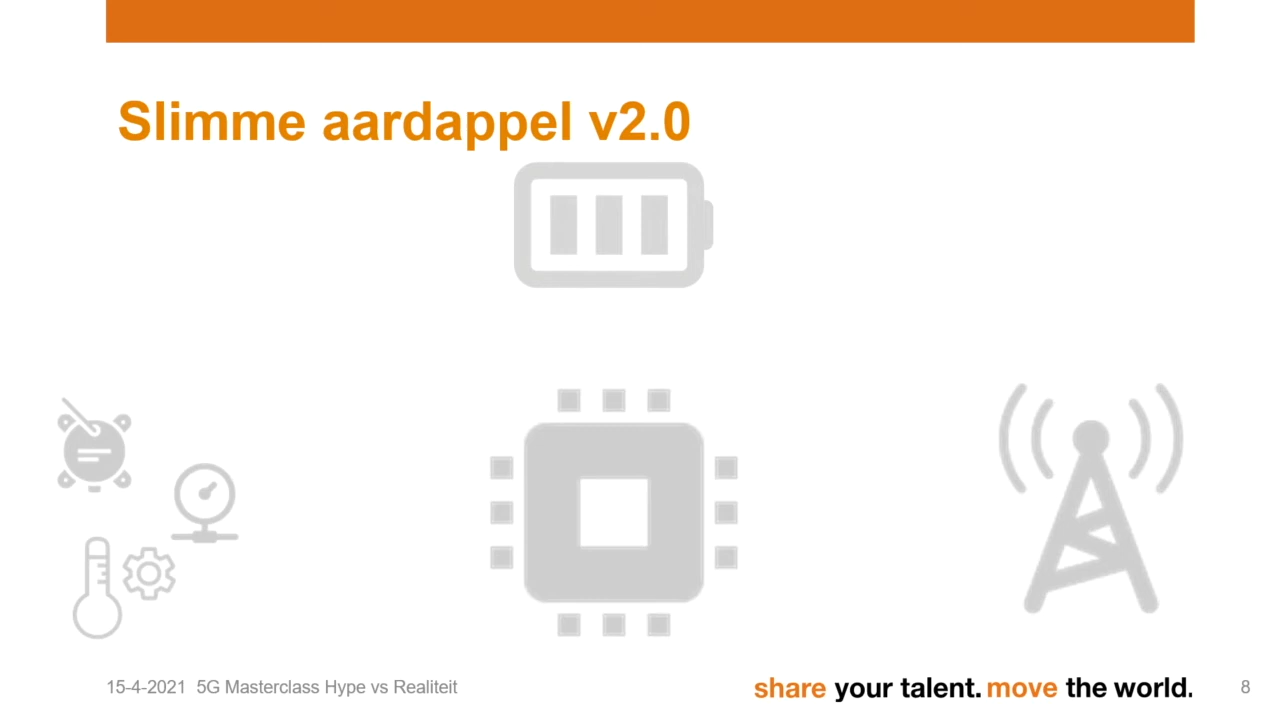 Slimme aardappel v2.0
15-4-2021 5G Masterclass Hype vs Realiteit
share your talent. move the world.
8